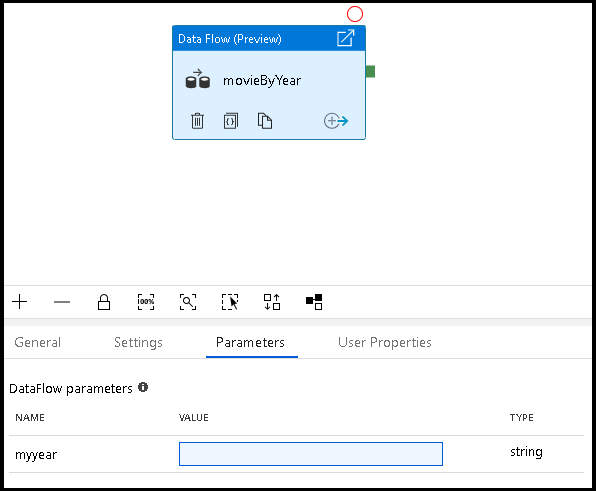 Data Flow (Preview)
movieByYear
100%
General Settings Parameters User Properties
DataFlow parameters
NAME VALUE TYPE
myyear string